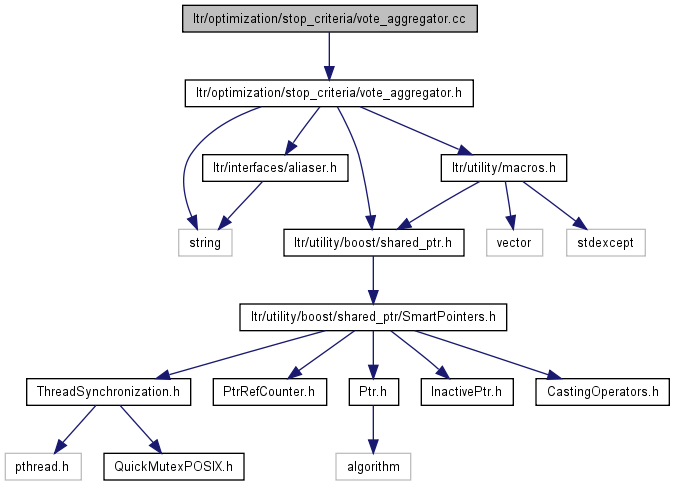 ltr/optimization/stop_criteria/vote_aggregator.cc
ltr/optimization/stop_criteria/vote_aggregator.h
ltr/interfaces/aliaser.h
ltr/utility/macros.h
string
ltr/utility/boost/shared_ptr.h
vector
stdexcept
ltr/utility/boost/shared_ptr/SmartPointers.h
ThreadSynchronization.h
PtrRefCounter.h
Ptr.h
InactivePtr.h
CastingOperators.h
pthread.h
QuickMutexPOSIX.h
algorithm